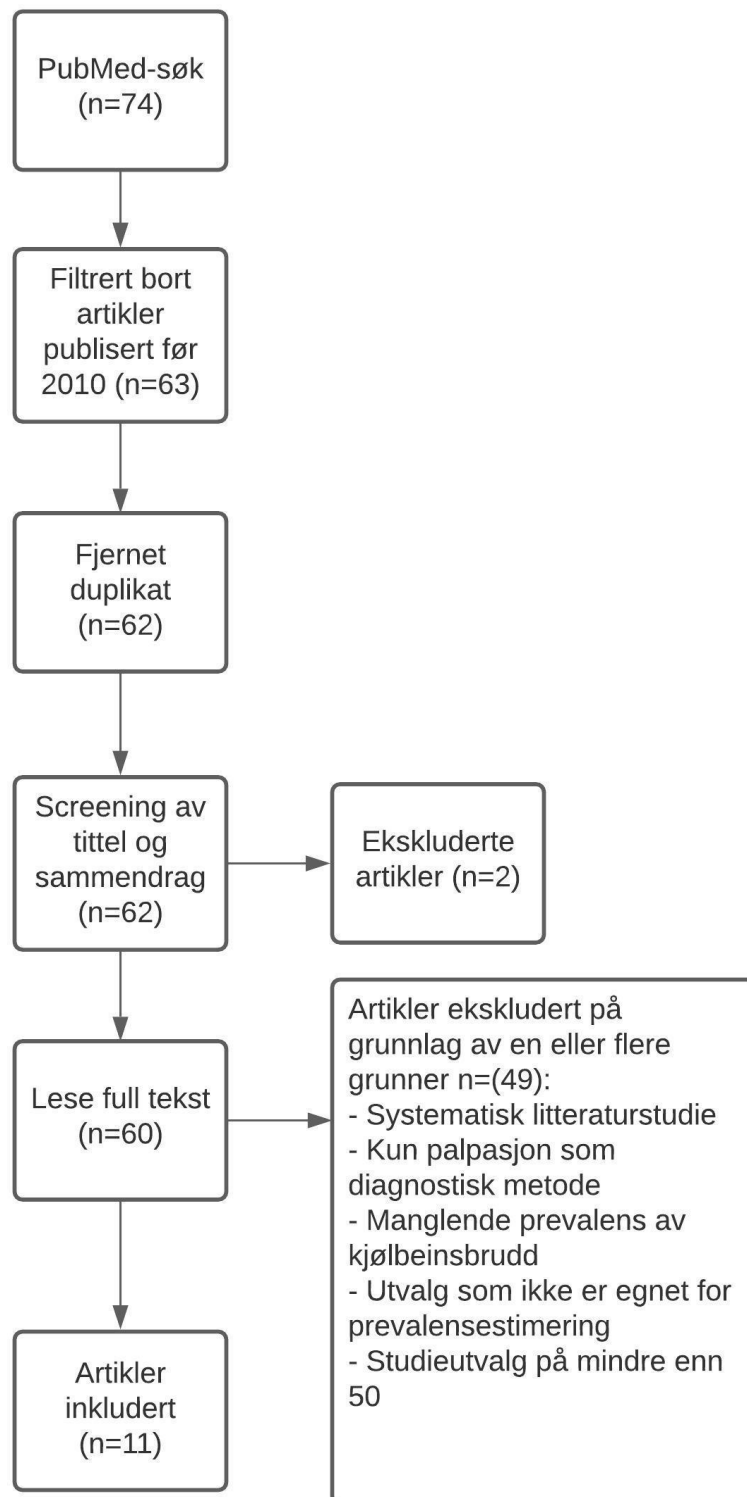 PubMed-søk
(n=74)
Filtrert bort
artikler
publisert før
2010 (n=63)
Fjernet
duplikat
(n=62)
Screening av
tittel og
sammendrag
(n=62)
Ekskluderte
artikler (n=2)
Lese full tekst
(n=60)
Artikler ekskludert på
grunnlag av en eller flere
grunner n=(49):
- Systematisk litteraturstudie
- Kun palpasjon som
diagnostisk metode
- Manglende prevalens av
kjølbeinsbrudd
- Utvalg som ikke er egnet for
prevalensestimering
- Studieutvalg på mindre enn
50
Artikler
inkludert
(n=11)